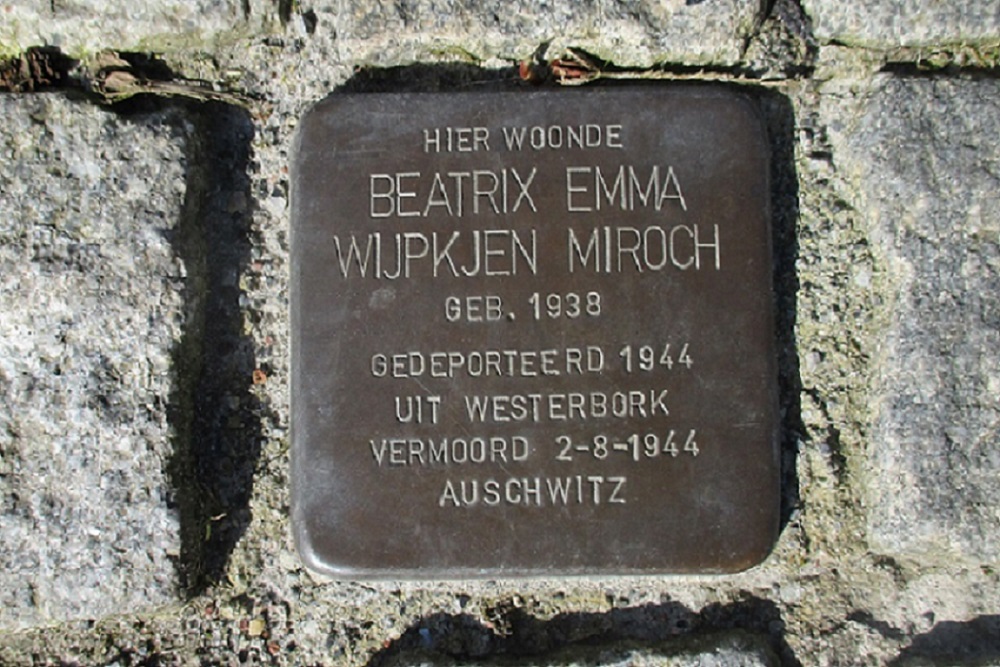 HIER WOONDE
BEATRIX EMMA
WIJPKJEN MIROCH
GEB. 1938
GEDEPORTEERD 1944
UIT WESTERBORK
VERMOORD 2-8-1944
AUSCHWITZ